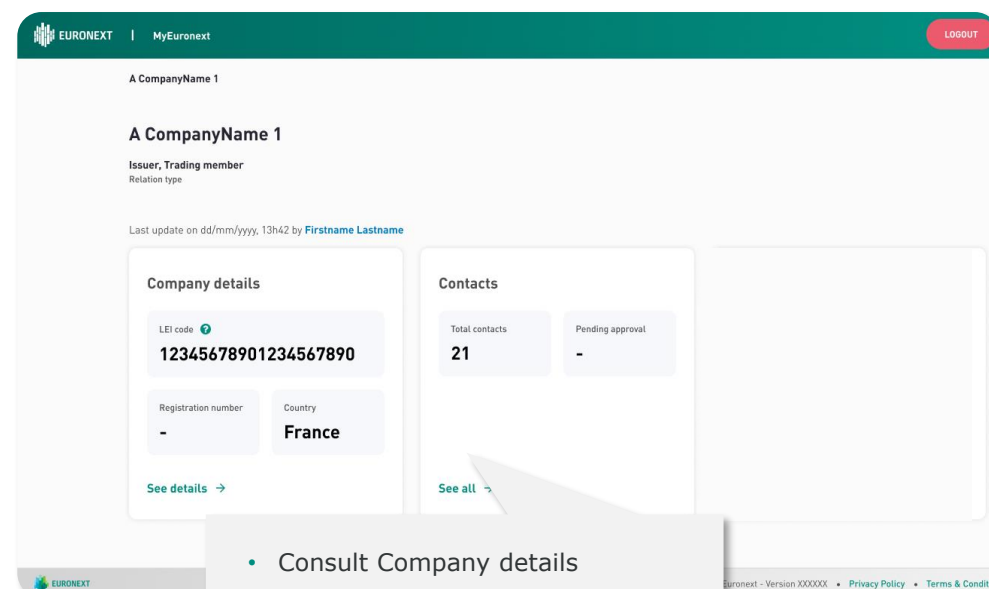 EURONEXT | MyEuronext
LOGOUT
A CompanyName 1
A CompanyName 1
Issuer, Trading member
Relation type
Last update on dd/mm/yyyy, 13h42 by Firstname Lastname
Company details
LEI code ?
12345678901234567890
Registration number
-
Country
France
See details →
Contacts
Total contacts
21
Pending approval
-
See all →
• Consult Company details
EURONEXT
Euronext - Version XXXXXX • Privacy Policy • Terms & Condit